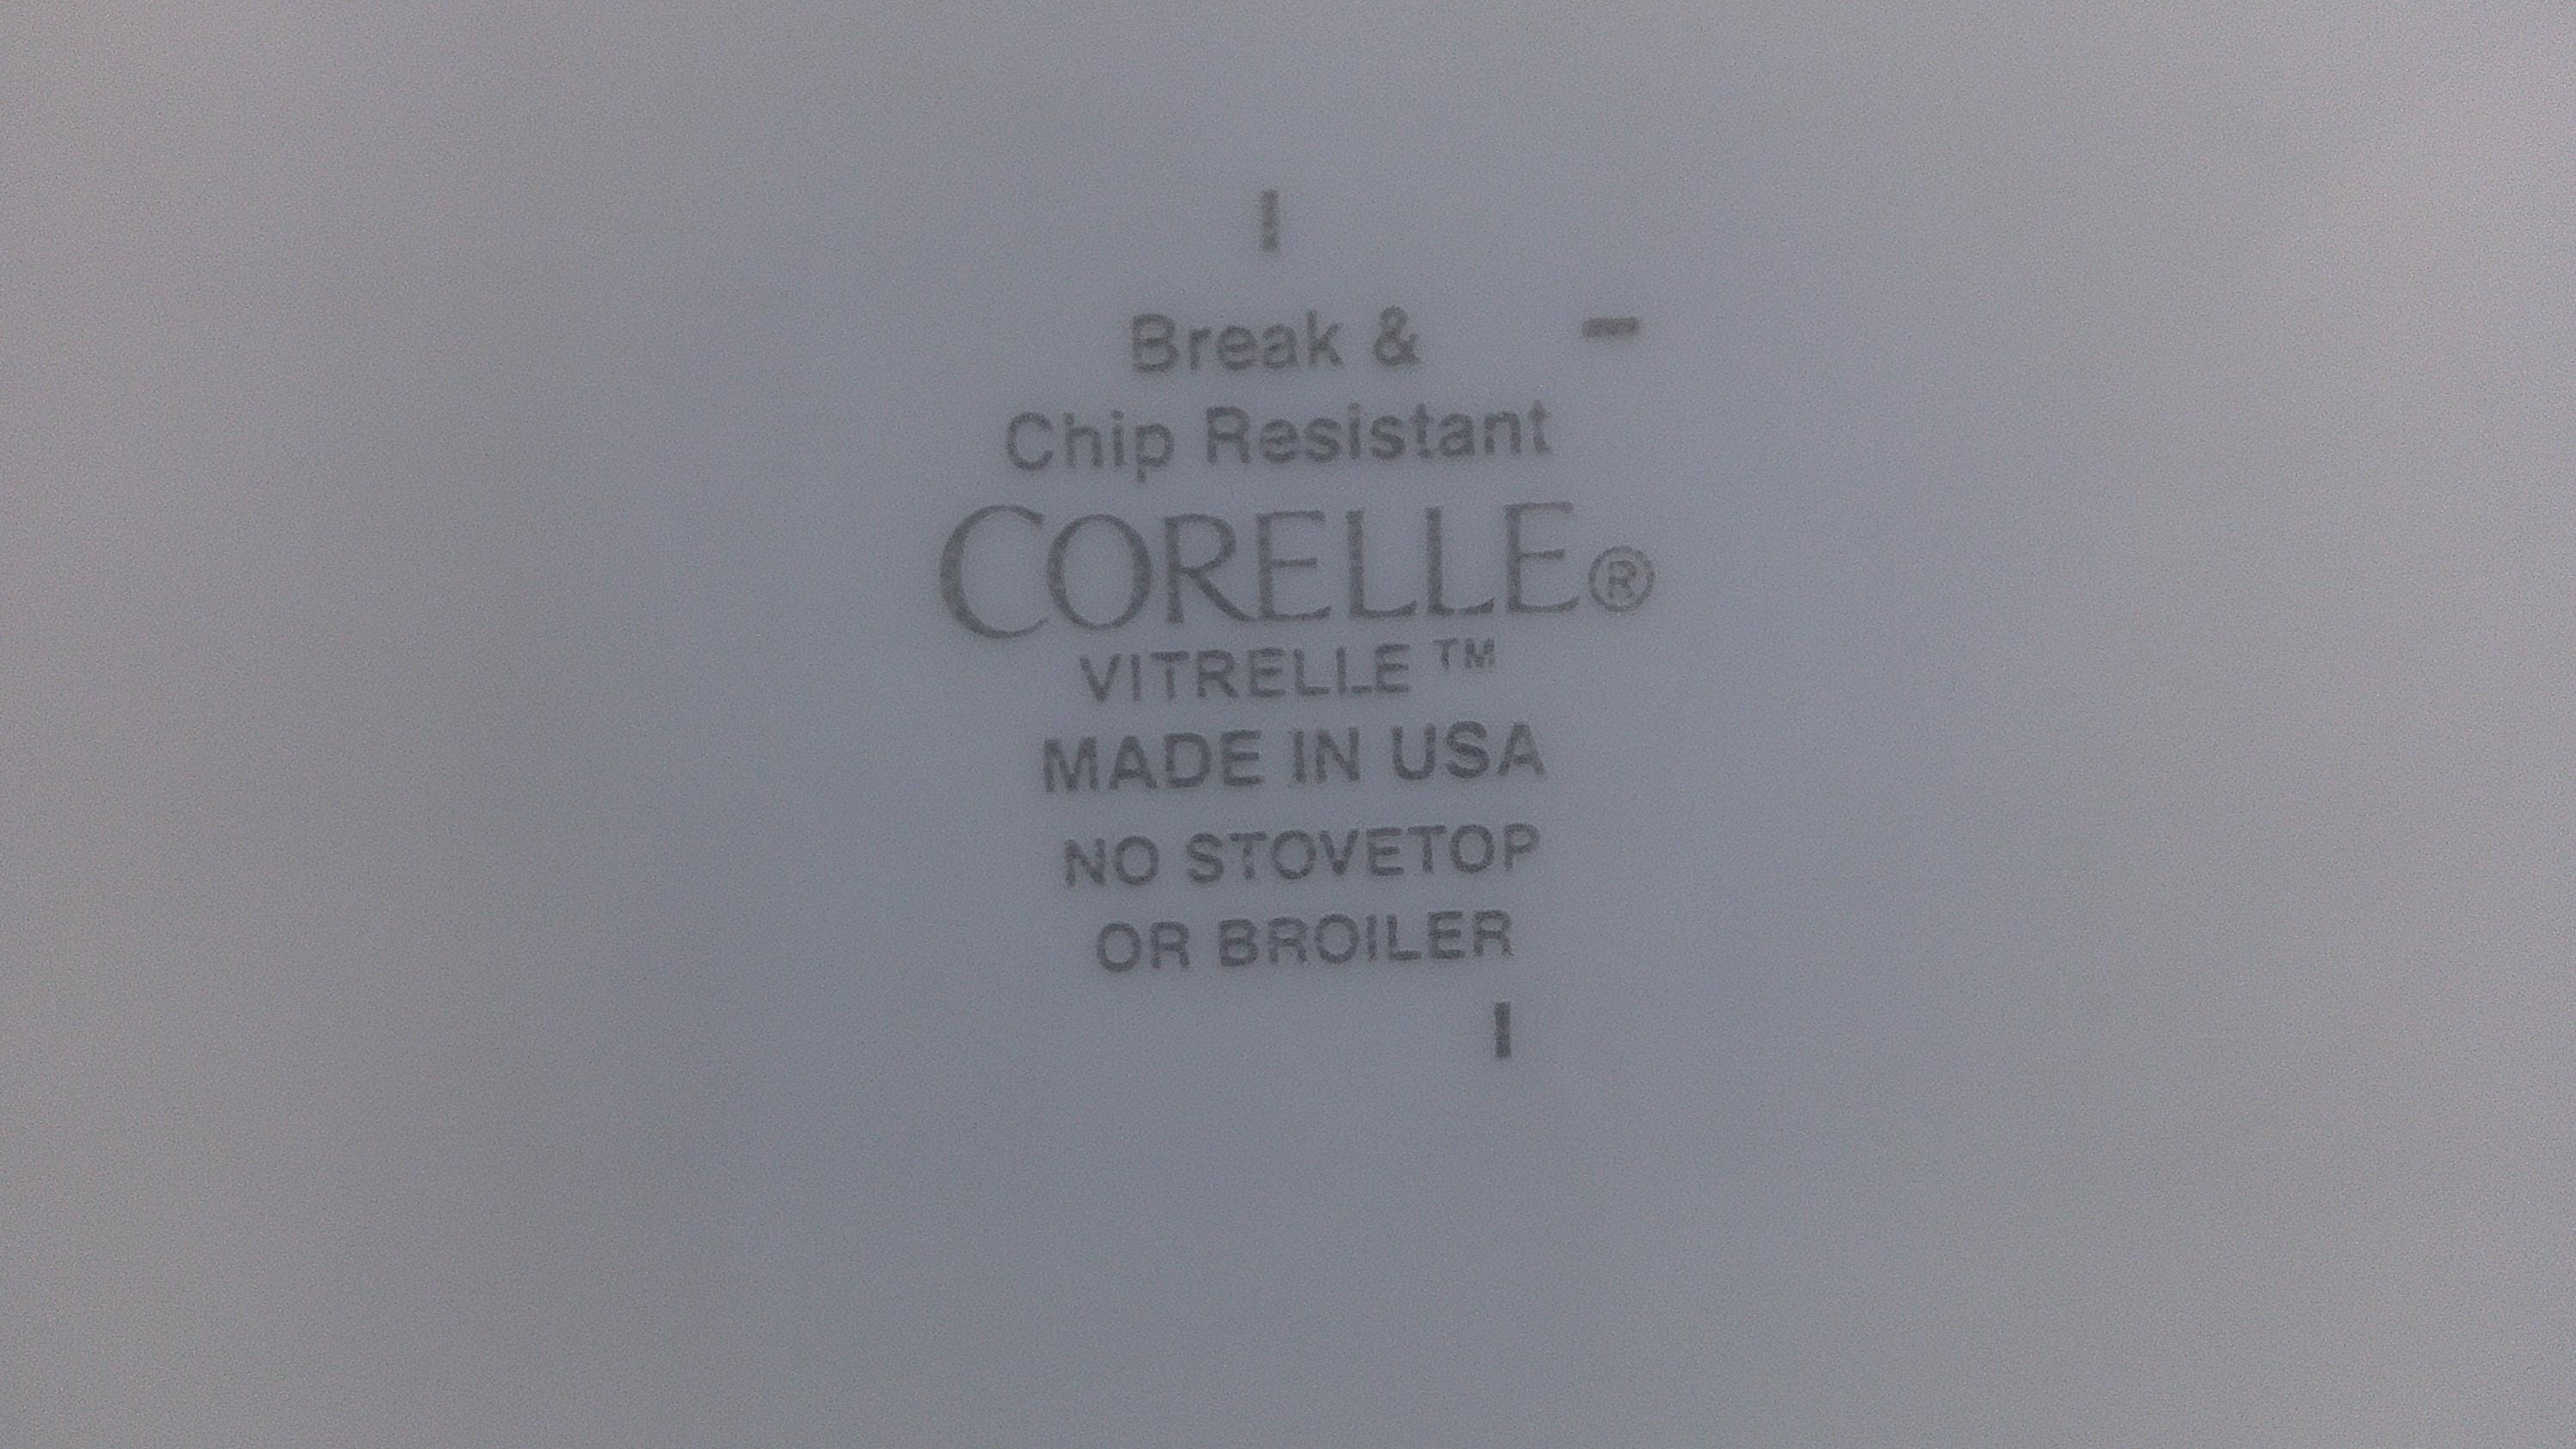 Break &
Chip Resistant
CORELLE®
VITRELLE™
MADE IN USA
NO STOVETOP
OR BROILER